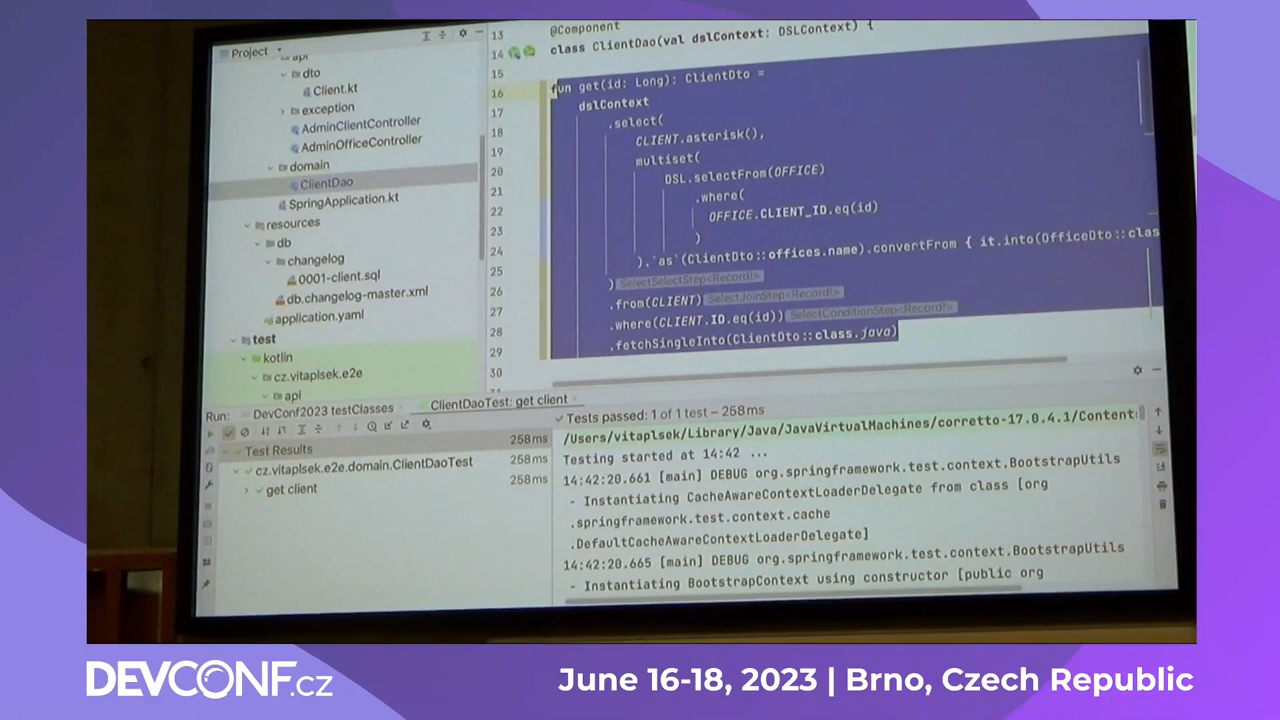 Project
api
dto
Client.kt
exception
AdminClientController
AdminOfficeController
domain
ClientDao
SpringApplication.kt
resources
db
changelog
0001-client.sql
db.changelog-master.xml
application.yaml
test
kotlin
cz.vitaplsek.e2e
api
13 @Component
14 class ClientDao(val dslContext: DSLContext) {
15
16 fun get(id: Long): ClientDto =
17 dslContext
18 .select(
19 CLIENT.asterisk(),
20 multiset(
21 DSL.selectFrom(OFFICE)
22 .where(
23 OFFICE.CLIENT_ID.eq(id)
24 )
25 ).`as`(ClientDto::offices.name).convertFrom { it.into(OfficeDto::clas
26 ) SelectSelectStep<Record!>
27 .from(CLIENT) SelectJoinStep<Record!>
28 .where(CLIENT.ID.eq(id)) SelectConditionStep<Record!>
29 .fetchSingleInto(ClientDto::class.java)
30
Run: DevConf2023 testClasses ClientDaoTest: get client
Test Results 258ms
cz.vitaplsek.e2e.domain.ClientDaoTest 258ms
get client 258ms
Tests passed: 1 of 1 test – 258ms
/Users/vitaplsek/Library/Java/JavaVirtualMachines/corretto-17.0.4.1/Content
Testing started at 14:42 ...
14:42:20.661 [main] DEBUG org.springframework.test.context.BootstrapUtils
- Instantiating CacheAwareContextLoaderDelegate from class [org
.springframework.test.context.cache
.DefaultCacheAwareContextLoaderDelegate]
14:42:20.665 [main] DEBUG org.springframework.test.context.BootstrapUtils
- Instantiating BootstrapContext using constructor [public org
DEVCONF.cz
June 16-18, 2023 | Brno, Czech Republic